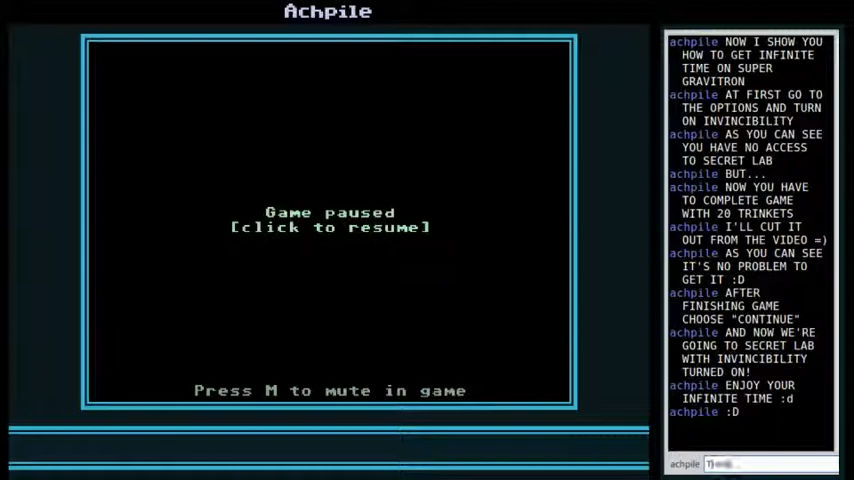 Achpile
Game paused
[click to resume]
Press M to mute in game
achpile NOW I SHOW YOU
HOW TO GET INFINITE
TIME ON SUPER
GRAVITRON
achpile AT FIRST GO TO
THE OPTIONS AND TURN
ON INVINCIBILITY
achpile AS YOU CAN SEE
YOU HAVE NO ACCESS
TO SECRET LAB
achpile BUT...
achpile NOW YOU HAVE
TO COMPLETE GAME
WITH 20 TRINKETS
achpile I'LL CUT IT
OUT FROM THE VIDEO =)
achpile AS YOU CAN SEE
IT'S NO PROBLEM TO
GET IT :D
achpile AFTER
FINISHING GAME
CHOOSE "CONTINUE"
achpile AND NOW WE'RE
GOING TO SECRET LAB
WITH INVINCIBILITY
TURNED ON!
achpile ENJOY YOUR
INFINITE TIME :d
achpile :D
achpile